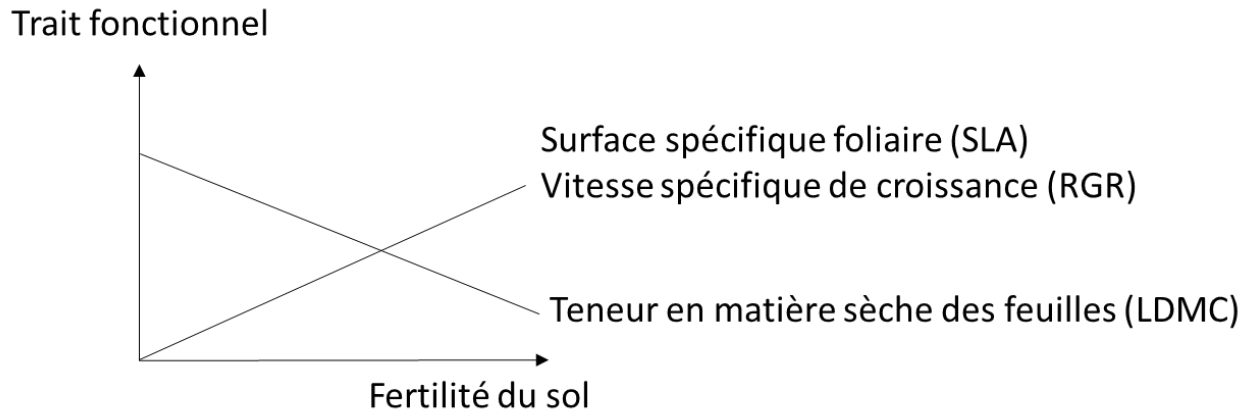 Trait fonctionnel
Surface spécifique foliaire (SLA)
Vitesse spécifique de croissance (RGR)
Teneur en matière sèche des feuilles (LDMC)
Fertilité du sol